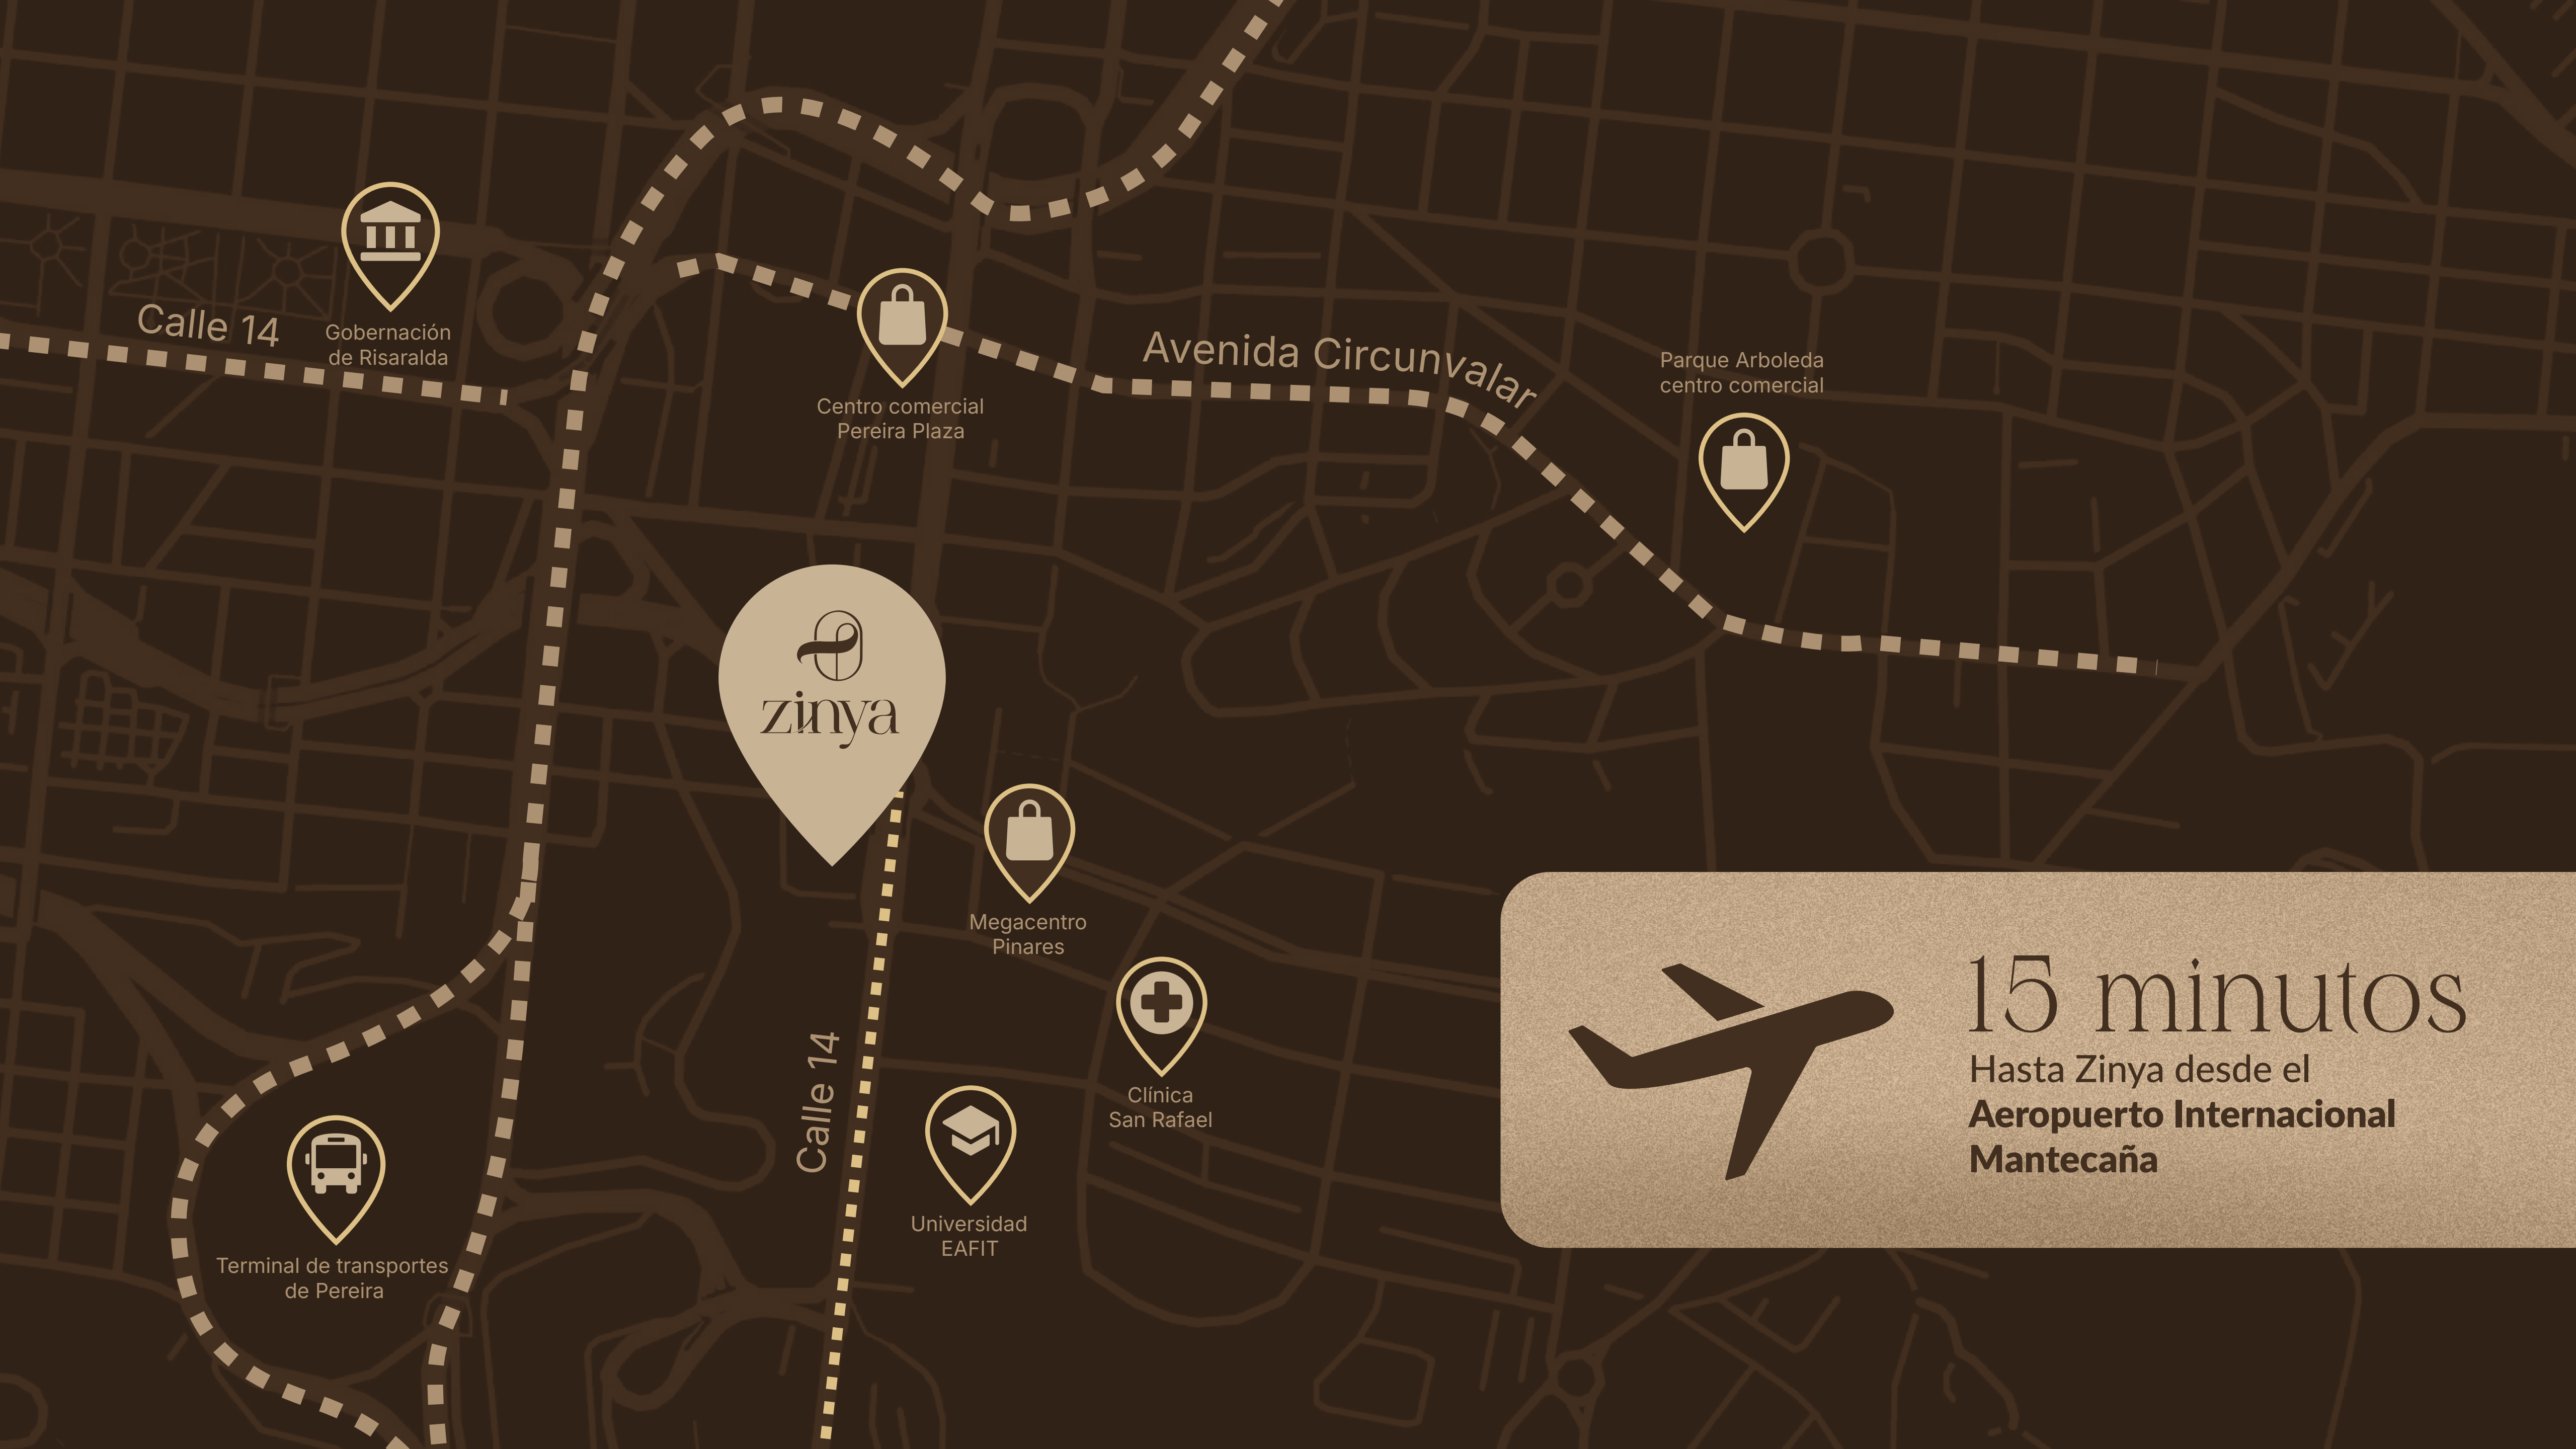 Calle 14
Gobernación
de Risaralda
Centro comercial
Pereira Plaza
Avenida Circunvalar
Parque Arboleda
centro comercial
zinya
Megacentro
Pinares
Clínica
San Rafael
Calle 14
Universidad
EAFIT
Terminal de transportes
de Pereira
15 minutos
Hasta Zinya desde el
Aeropuerto Internacional
Mantecaña